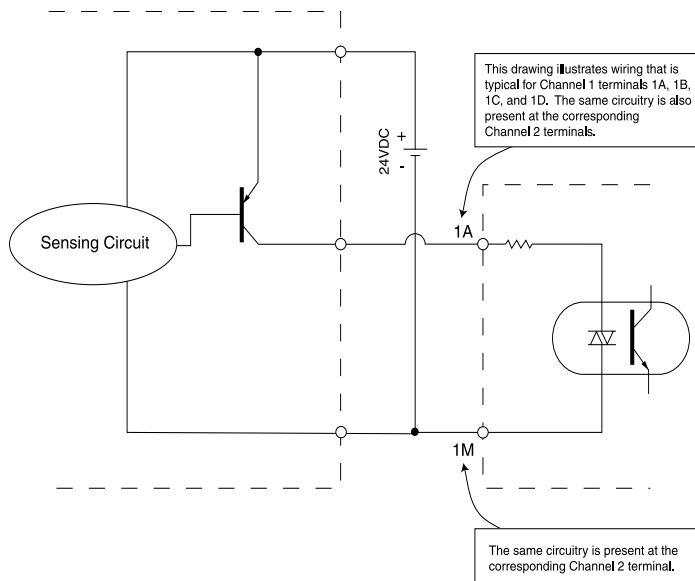 This drawing illustrates wiring that is
typical for Channel 1 terminals 1A, 1B,
1C, and 1D. The same circuitry is also
present at the corresponding
Channel 2 terminals.
24VDC
+
-
1A
Sensing Circuit
1M
The same circuitry is present at the
corresponding Channel 2 terminal.